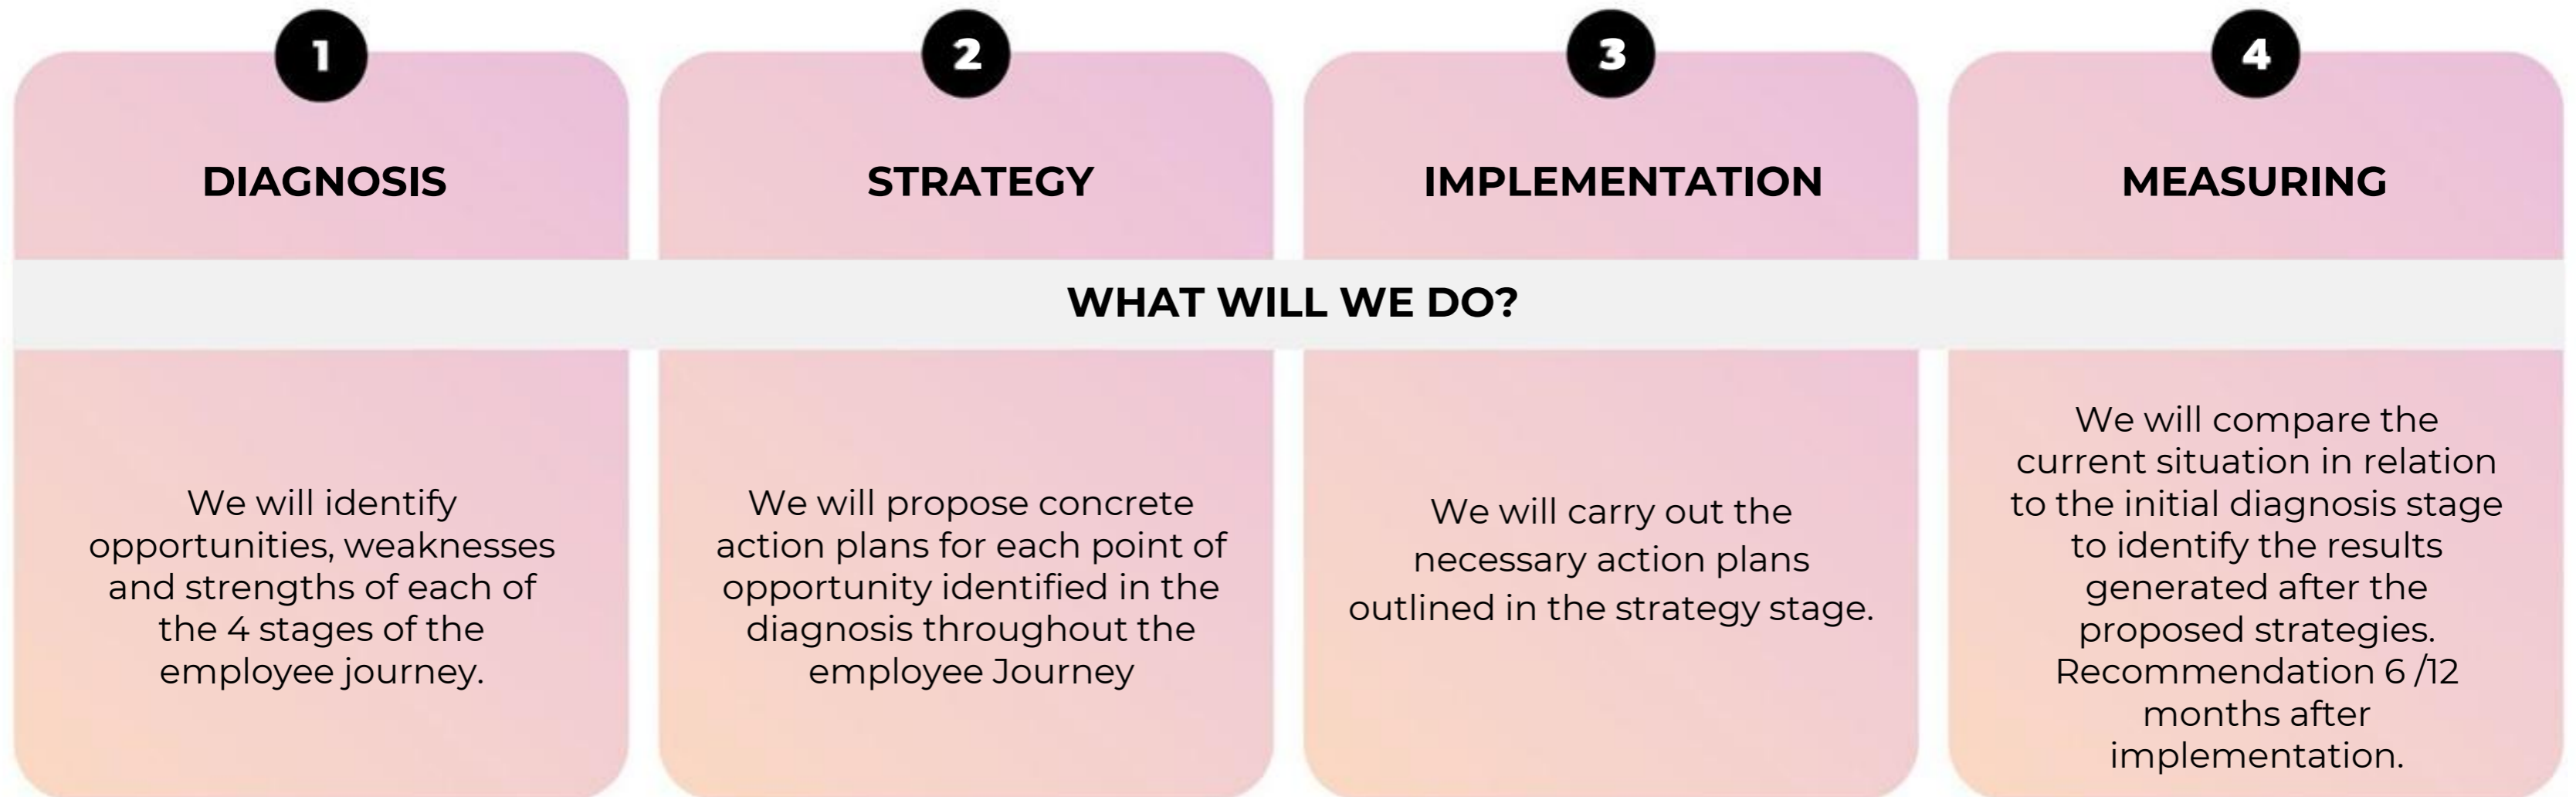 1
2
3
4
DIAGNOSIS
STRATEGY
IMPLEMENTATION
MEASURING
WHAT WILL WE DO?
We will identify
opportunities, weaknesses
and strengths of each of
the 4 stages of the
employee journey.
We will propose concrete
action plans for each point of
opportunity identified in the
diagnosis throughout the
employee Journey
We will carry out the
necessary action plans
outlined in the strategy stage.
We will compare the
current situation in relation
to the initial diagnosis stage
to identify the results
generated after the
proposed strategies.
Recommendation 6 /12
months after
implementation.